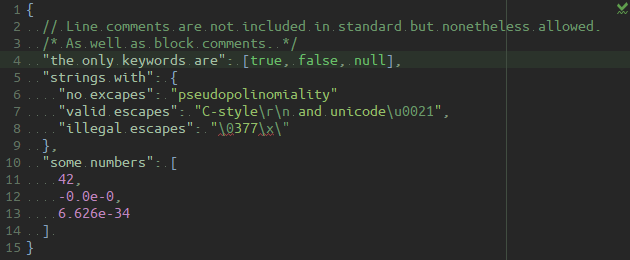 1 {
2   // Line comments are not included in standard but nonetheless allowed.
3   /* As well as block comments. */
4   "the only keywords are": [true, false, null],
5   "strings with": {
6     "no excapes": "pseudopolinomiality"
7     "valid escapes": "C-style\r\n and unicode\u0021",
8     "illegal escapes": "\0377\x\"
9   },
10   "some numbers": [
11     42,
12     -0.0e-0,
13     6.626e-34
14   ]
15 }